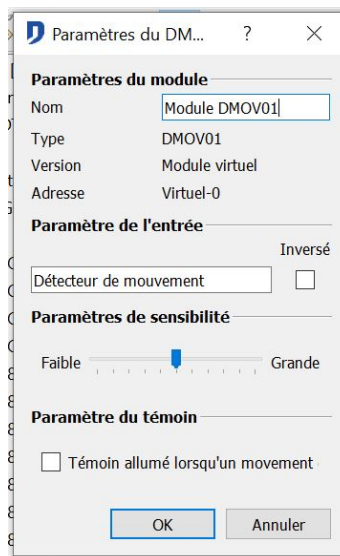 Paramètres du DM... ?
Paramètres du module
Nom Module DMOV01
Type DMOV01
Version Module virtuel
Adresse Virtuel-0
Paramètre de l'entrée
Inversé
Détecteur de mouvement
Paramètres de sensibilité
Faible Grande
Paramètre du témoin
Témoin allumé lorsqu'un movement
OK Annuler